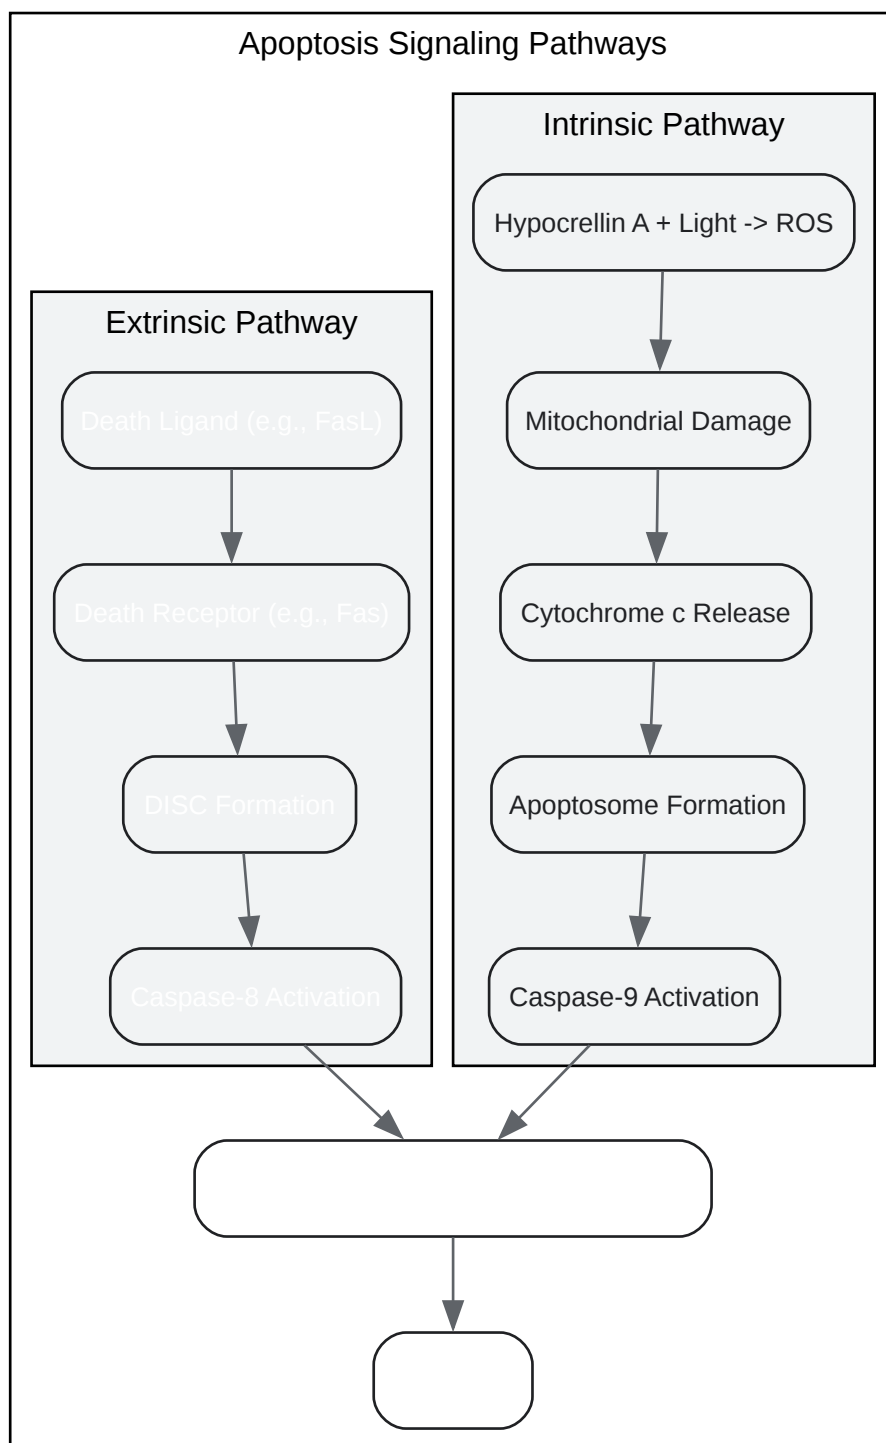 Apoptosis Signaling Pathways
Intrinsic Pathway
Hypocrellin A + Light -> ROS
Mitochondrial Damage
Cytochrome c Release
Apoptosome Formation
Caspase-9 Activation
Extrinsic Pathway
Death Ligand (e.g., FasL)
Death Receptor (e.g., Fas)
DISC Formation
Caspase-8 Activation